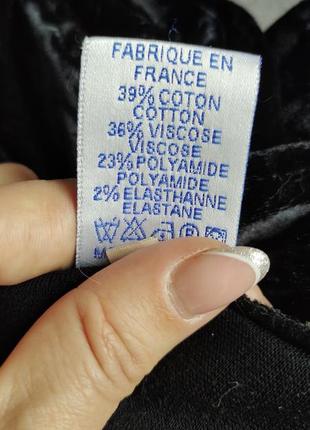 FABRIQUE EN
FRANCE
39% COTON
COTTON
36% VISCOSE
VISCOSE
23% POLYAMIDE
POLYAMIDE
2% ELASTHANNE
ELASTANE